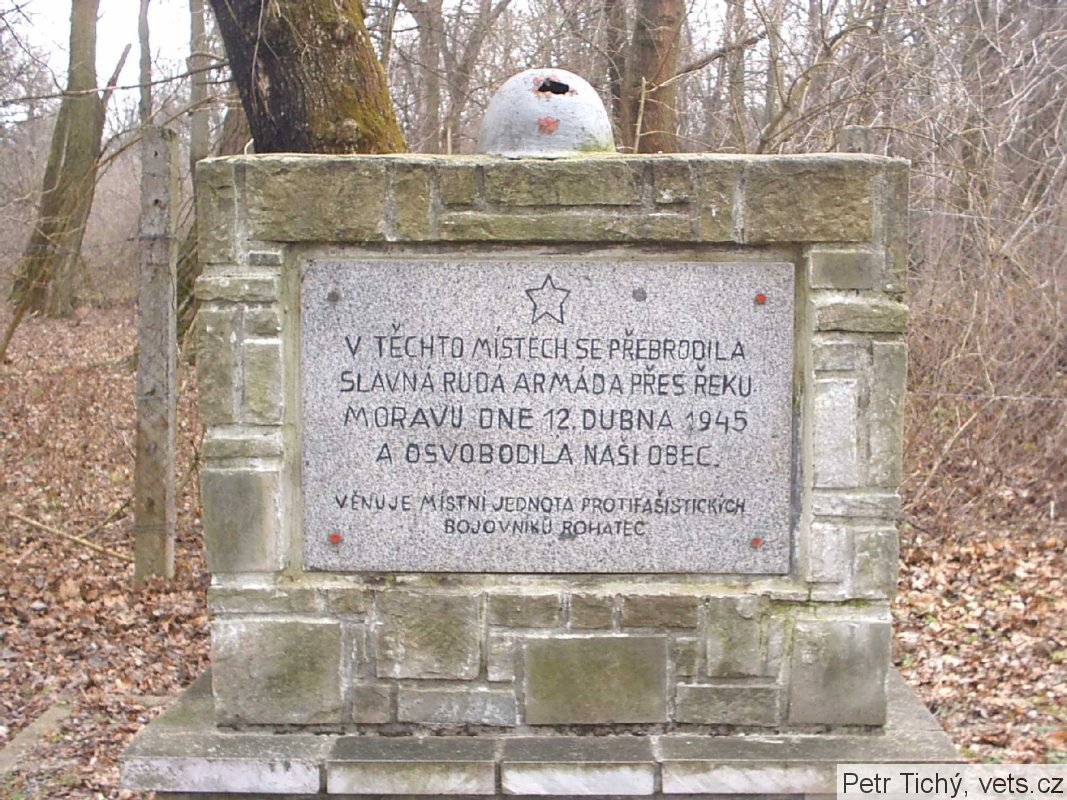 V TĚCHTO MÍSTECH SE PŘEBRODILA
SLAVNÁ RUDÁ ARMÁDA PŘES ŘEKU
MORAVU DNE 12. DUBNA 1945
A OSVOBODILA NAŠI OBEC.
VĚNUJE MÍSTNÍ JEDNOTA PROTIFAŠISTICKÝCH
BOJOVNÍKŮ ROHATEC
Petr Tichý, vets.cz